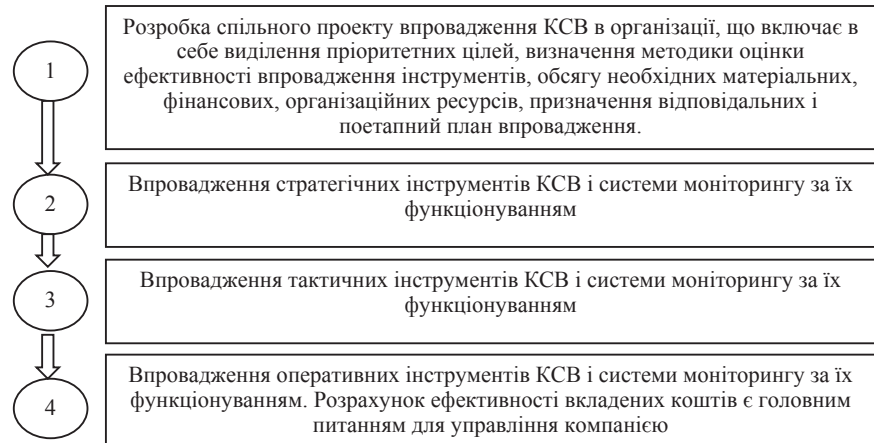 1
Розробка спільного проекту впровадження КСВ в організації, що включає в
себе виділення пріоритетних цілей, визначення методики оцінки
ефективності впровадження інструментів, обсягу необхідних матеріальних,
фінансових, організаційних ресурсів, призначення відповідальних і
поетапний план впровадження.
2
Впровадження стратегічних інструментів КСВ і системи моніторингу за їх
функціонуванням
3
Впровадження тактичних інструментів КСВ і системи моніторингу за їх
функціонуванням
4
Впровадження оперативних інструментів КСВ і системи моніторингу за їх
функціонуванням. Розрахунок ефективності вкладених коштів є головним
питанням для управління компанією